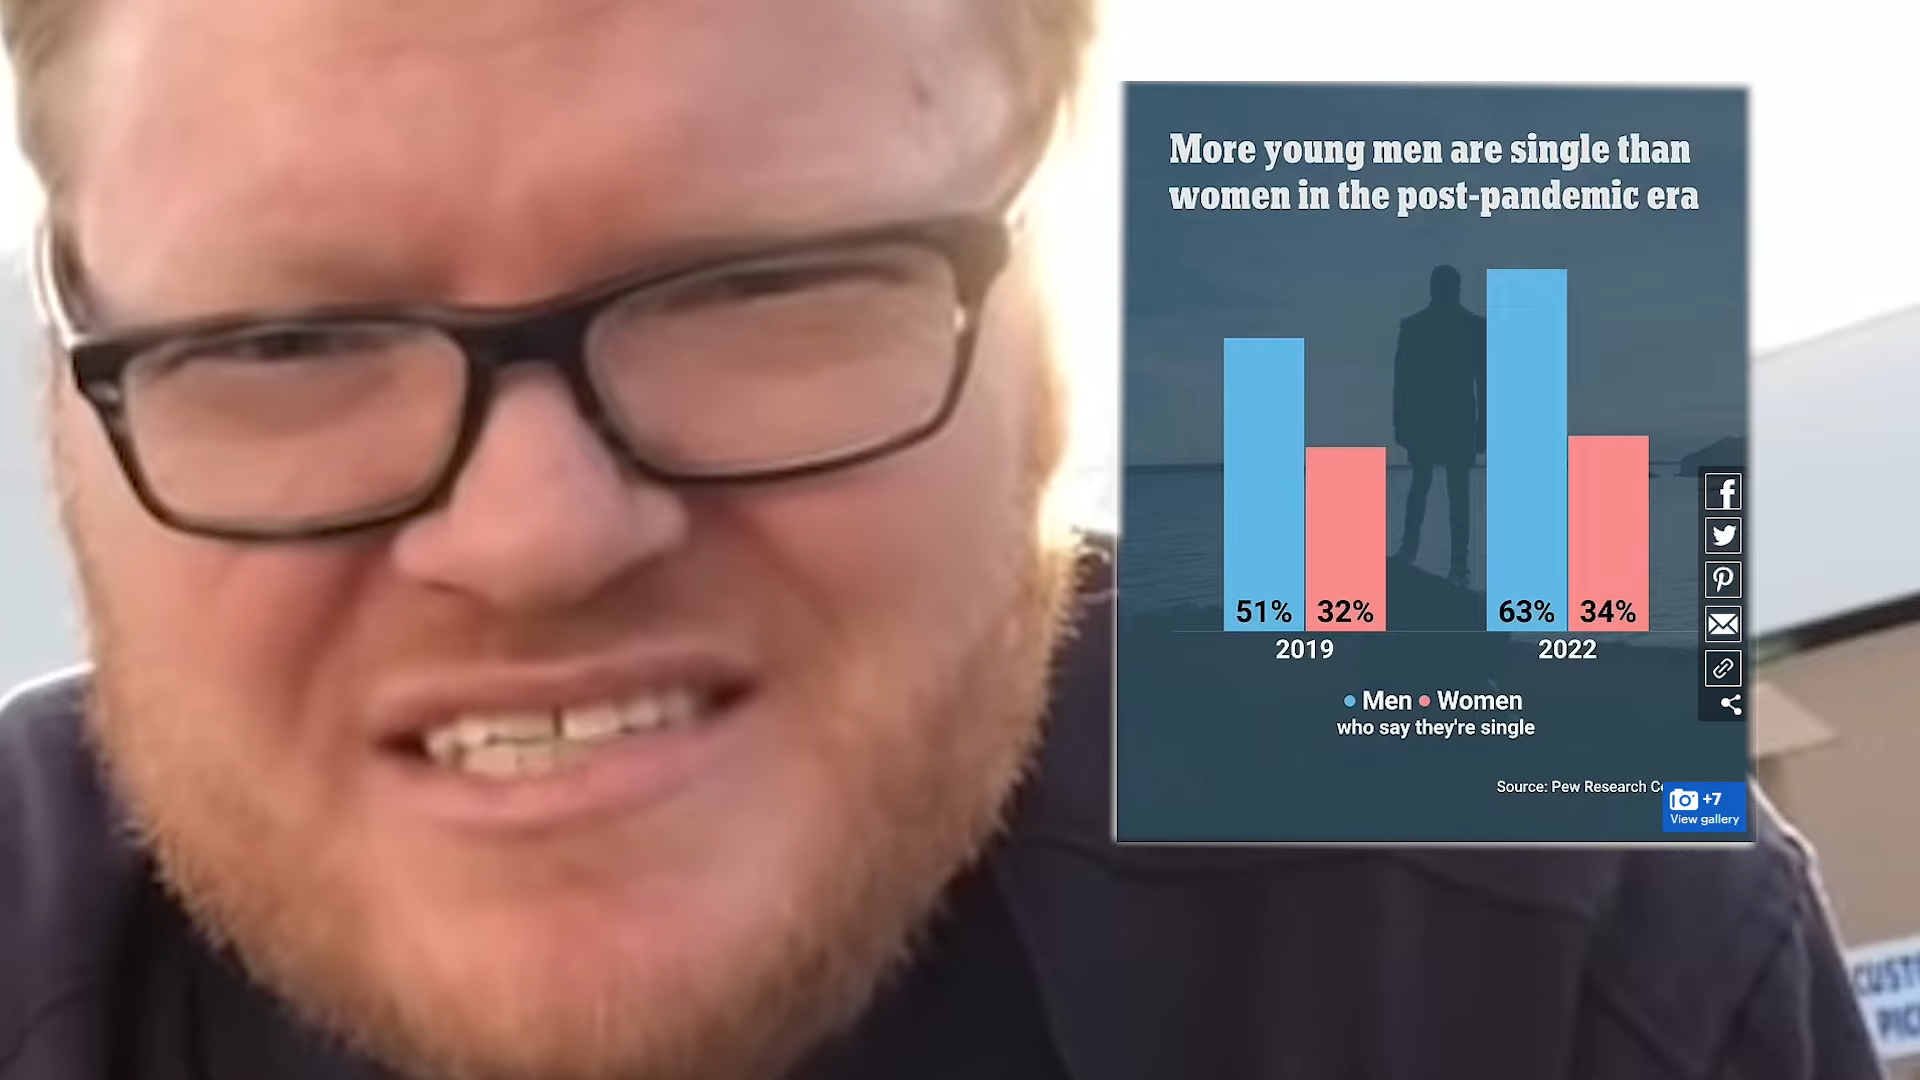 More young men are single than
women in the post-pandemic era
51%
32%
63%
34%
2019
2022
Men Women
who say they're single
Source: Pew Research
+7
View gallery